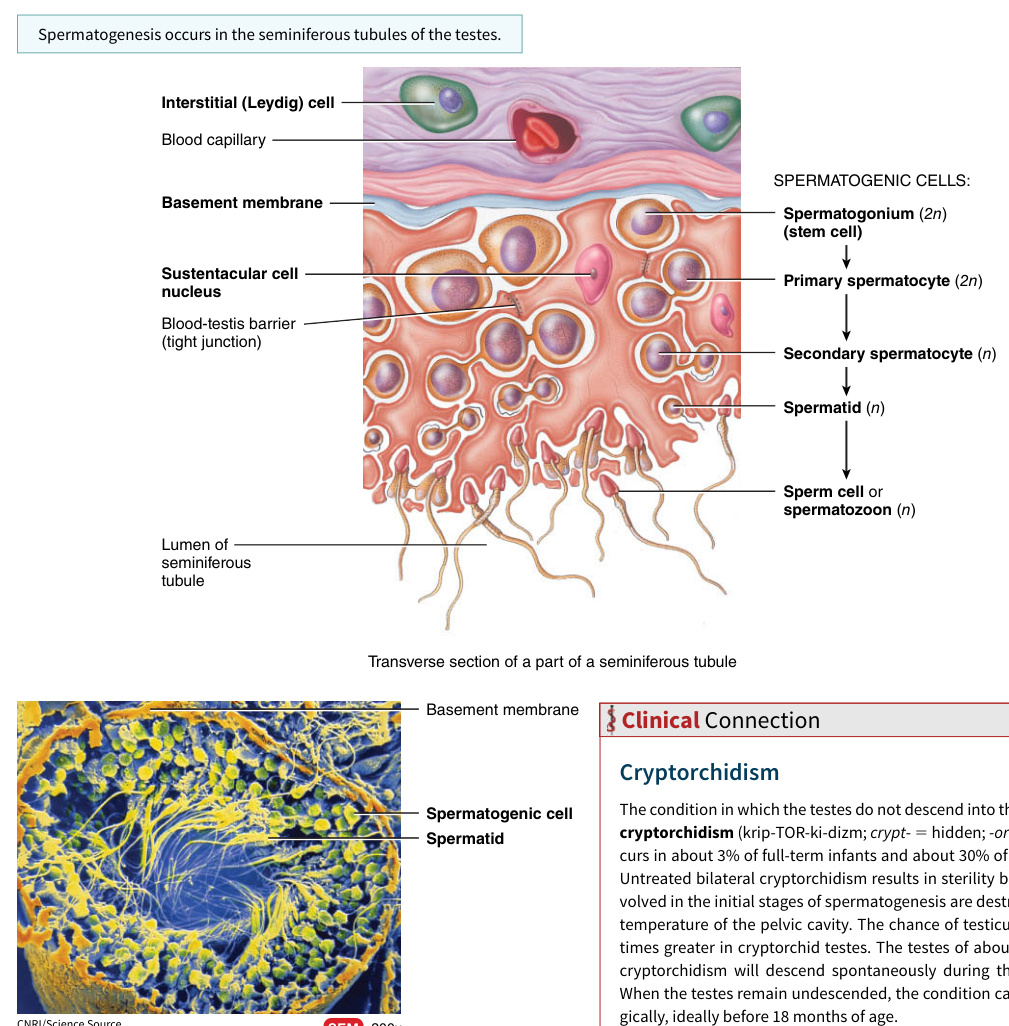 Spermatogenesis occurs in the seminiferous tubules of the testes.
Interstitial (Leydig) cell
Blood capillary
Basement membrane
Sustentacular cell
nucleus
Blood-testis barrier
(tight junction)
Lumen of
seminiferous
tubule
SPERMATOGENIC CELLS:
Spermatogonium (2n)
(stem cell)
Primary spermatocyte (2n)
Secondary spermatocyte (n)
Spermatid (n)
Sperm cell or
spermatozoon (n)
Transverse section of a part of a seminiferous tubule
Basement membrane
Spermatogenic cell
Spermatid
CNRI/Science Source
SEM
Clinical Connection
Cryptorchidism
The condition in which the testes do not descend into
cryptorchidism (krip-TOR-ki-dizm; crypt- = hidden;
curs in about 3% of full-term infants and about 30% of
Untreated bilateral cryptorchidism results in sterility
volved in the initial stages of spermatogenesis are
temperature of the pelvic cavity. The chance of
times greater in cryptorchid testes. The testes of
cryptorchidism will descend spontaneously during
When the testes remain undescended, the condition
gically, ideally before 18 months of age.